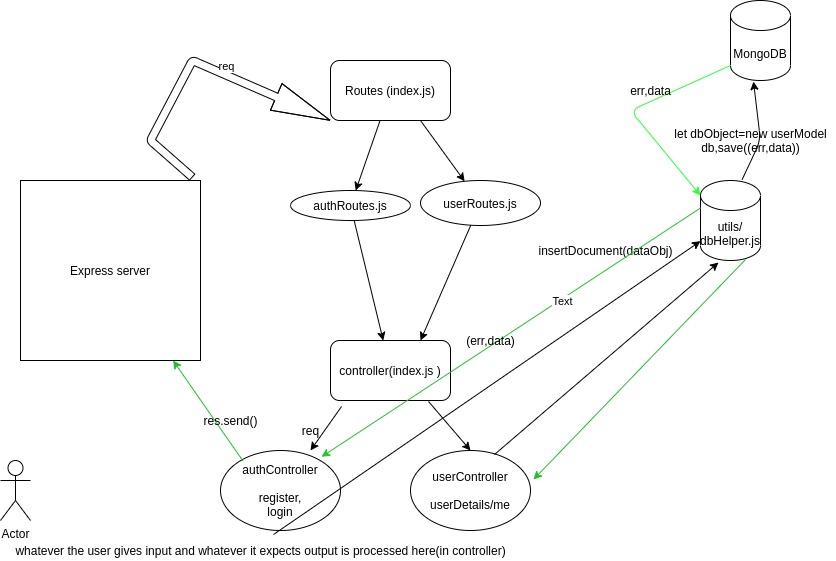 MongoDB
req
Routes (index.js)
err,data
let dbObject=new userModel
db,save((err,data))
authRoutes.js
userRoutes.js
utils/
dbHelper.js
Express server
insertDocument(dataObj)
Text
(err,data)
controller(index.js )
res.send()
req
authController
register,
login
userController
userDetails/me
Actor
whatever the user gives input and whatever it expects output is processed here(in controller)